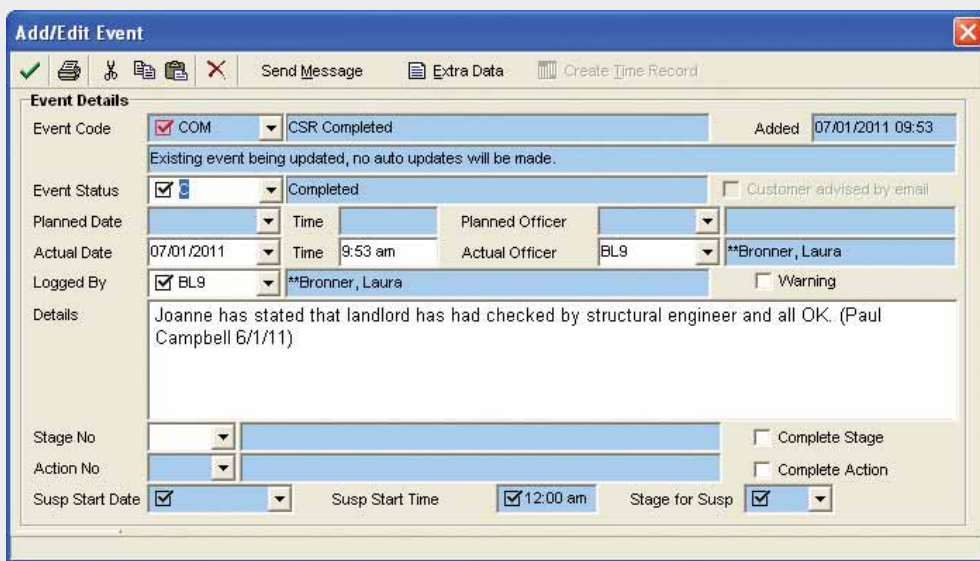 Add/Edit Event
Send Message Extra Data Create Time Record
Event Details
Event Code COM CSR Completed Added 07/01/2011 09:53
Existing event being updated, no auto updates will be made.
Event Status C Completed Customer advised by email
Planned Date Time Planned Officer
Actual Date 07/01/2011 Time 9:53 am Actual Officer BL9 **Bronner, Laura
Logged By BL9 **Bronner, Laura Warning
Details Joanne has stated that landlord has had checked by structural engineer and all OK. (Paul
Campbell 6/1/11)
Stage No Complete Stage
Action No Complete Action
Susp Start Date Susp Start Time 12:00 am Stage for Susp